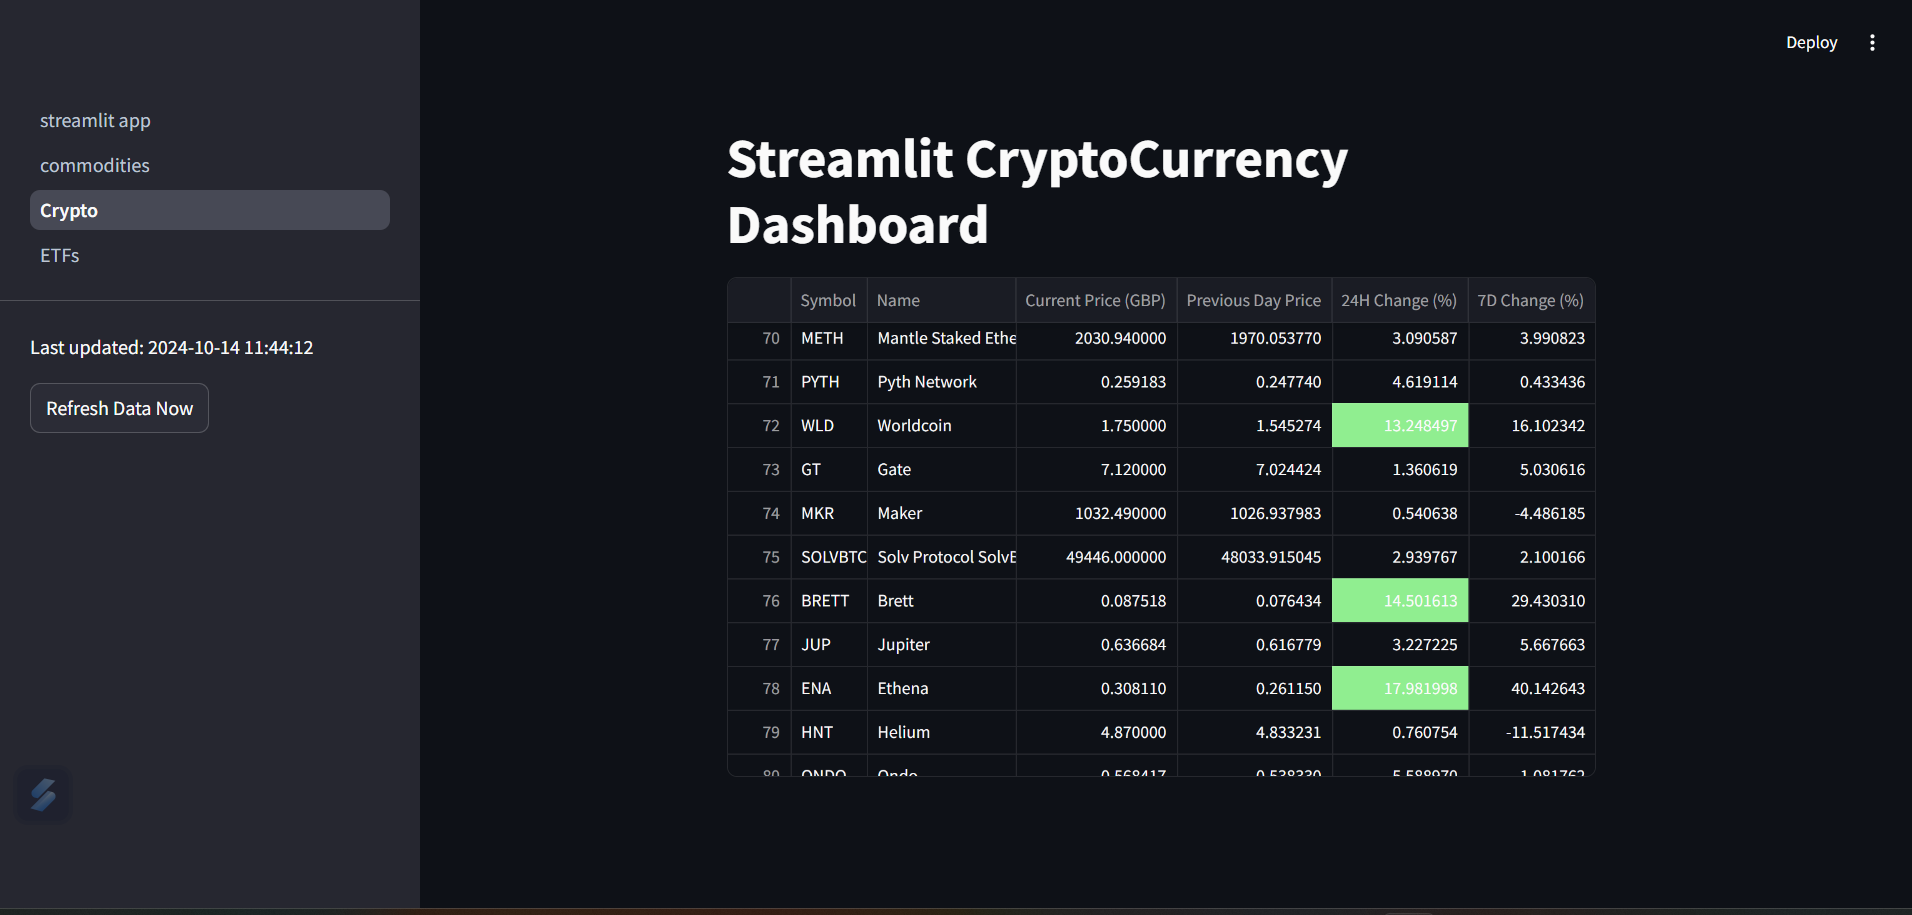 Deploy
streamlit app
commodities
Crypto
ETFs
Last updated: 2024-10-14 11:44:12
Refresh Data Now
Streamlit CryptoCurrency
Dashboard
Symbol Name Current Price (GBP) Previous Day Price 24H Change (%) 7D Change (%)
70 METH Mantle Staked Ethe 2030.940000 1970.053770 3.090587 3.990823
71 PYTH Pyth Network 0.259183 0.247740 4.619114 0.433436
72 WLD Worldcoin 1.750000 1.545274 13.248497 16.102342
73 GT Gate 7.120000 7.024424 1.360619 5.030616
74 MKR Maker 1032.490000 1026.937983 0.540638 -4.486185
75 SOLVBTC Solv Protocol SolvB 49446.000000 48033.915045 2.939767 2.100166
76 BRETT Brett 0.087518 0.076434 14.501613 29.430310
77 JUP Jupiter 0.636684 0.616779 3.227225 5.667663
78 ENA Ethena 0.308110 0.261150 17.981998 40.142643
79 HNT Helium 4.870000 4.833231 0.760754 -11.517434
80 ONDO Ondo